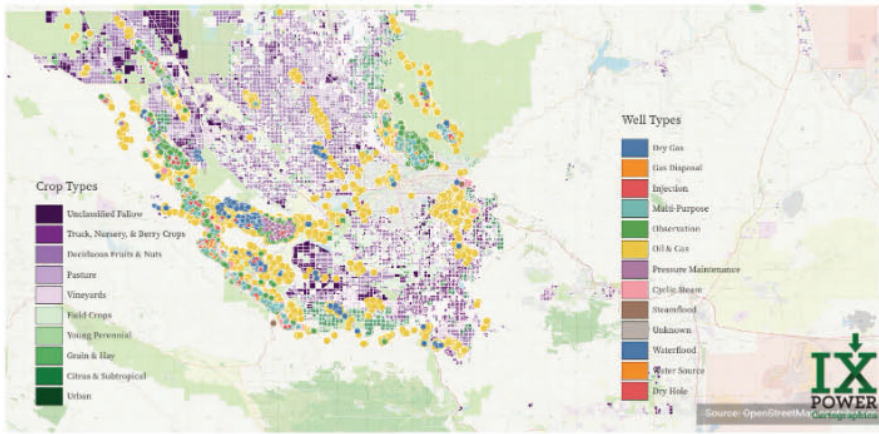 Crop Types
Unclassified Fallow
Truck, Nursery, & Berry Crops
Deciduous Fruits & Nuts
Pasture
Vineyards
Field Crops
Young Perennial
Grain & Hay
Citrus & Subtropical
Urban
Well Types
Dry Gas
Gas Disposal
Injection
Multi-Purpose
Observation
Oil & Gas
Pressure Maintenance
Cyclic Steam
Steamflood
Unknown
Waterflood
Water Source
Dry Hole
IX
POWER
Cartographica
Source: OpenStreetMap